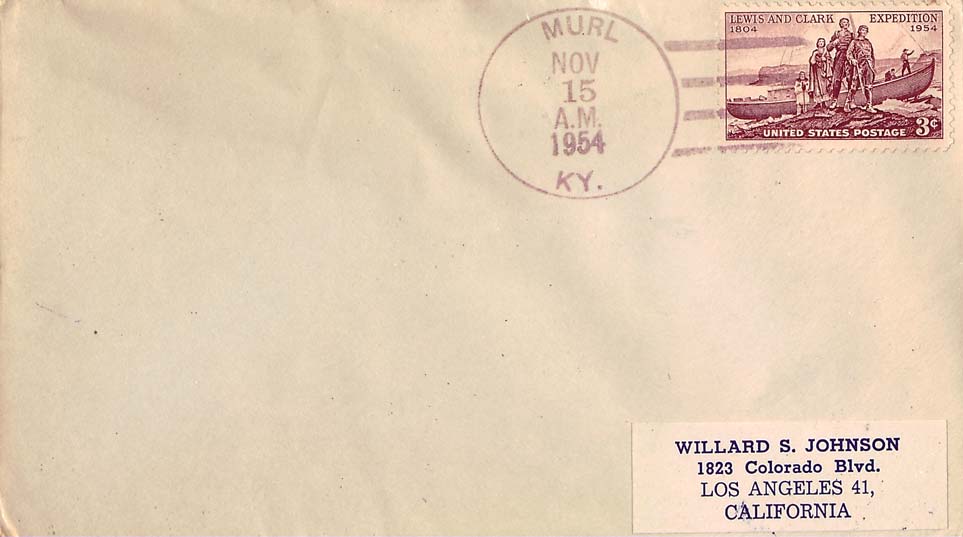 MURL
NOV
15
A.M.
1954
KY.
LEWIS AND CLARK EXPEDITION
1804 1954
UNITED STATES POSTAGE 3¢
WILLARD S. JOHNSON
1823 Colorado Blvd.
LOS ANGELES 41,
CALIFORNIA